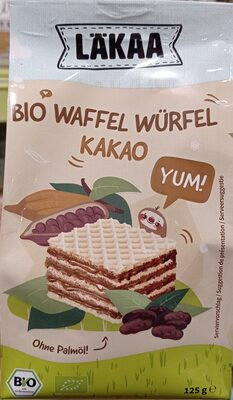 LÄKAA
BIO WAFFEL WÜRFEL
KAKAO
YUM!
Ohne Palmöl!
Serviervorschlag / Suggestion de présentation / Serveersuggestie
BIO
125 g e